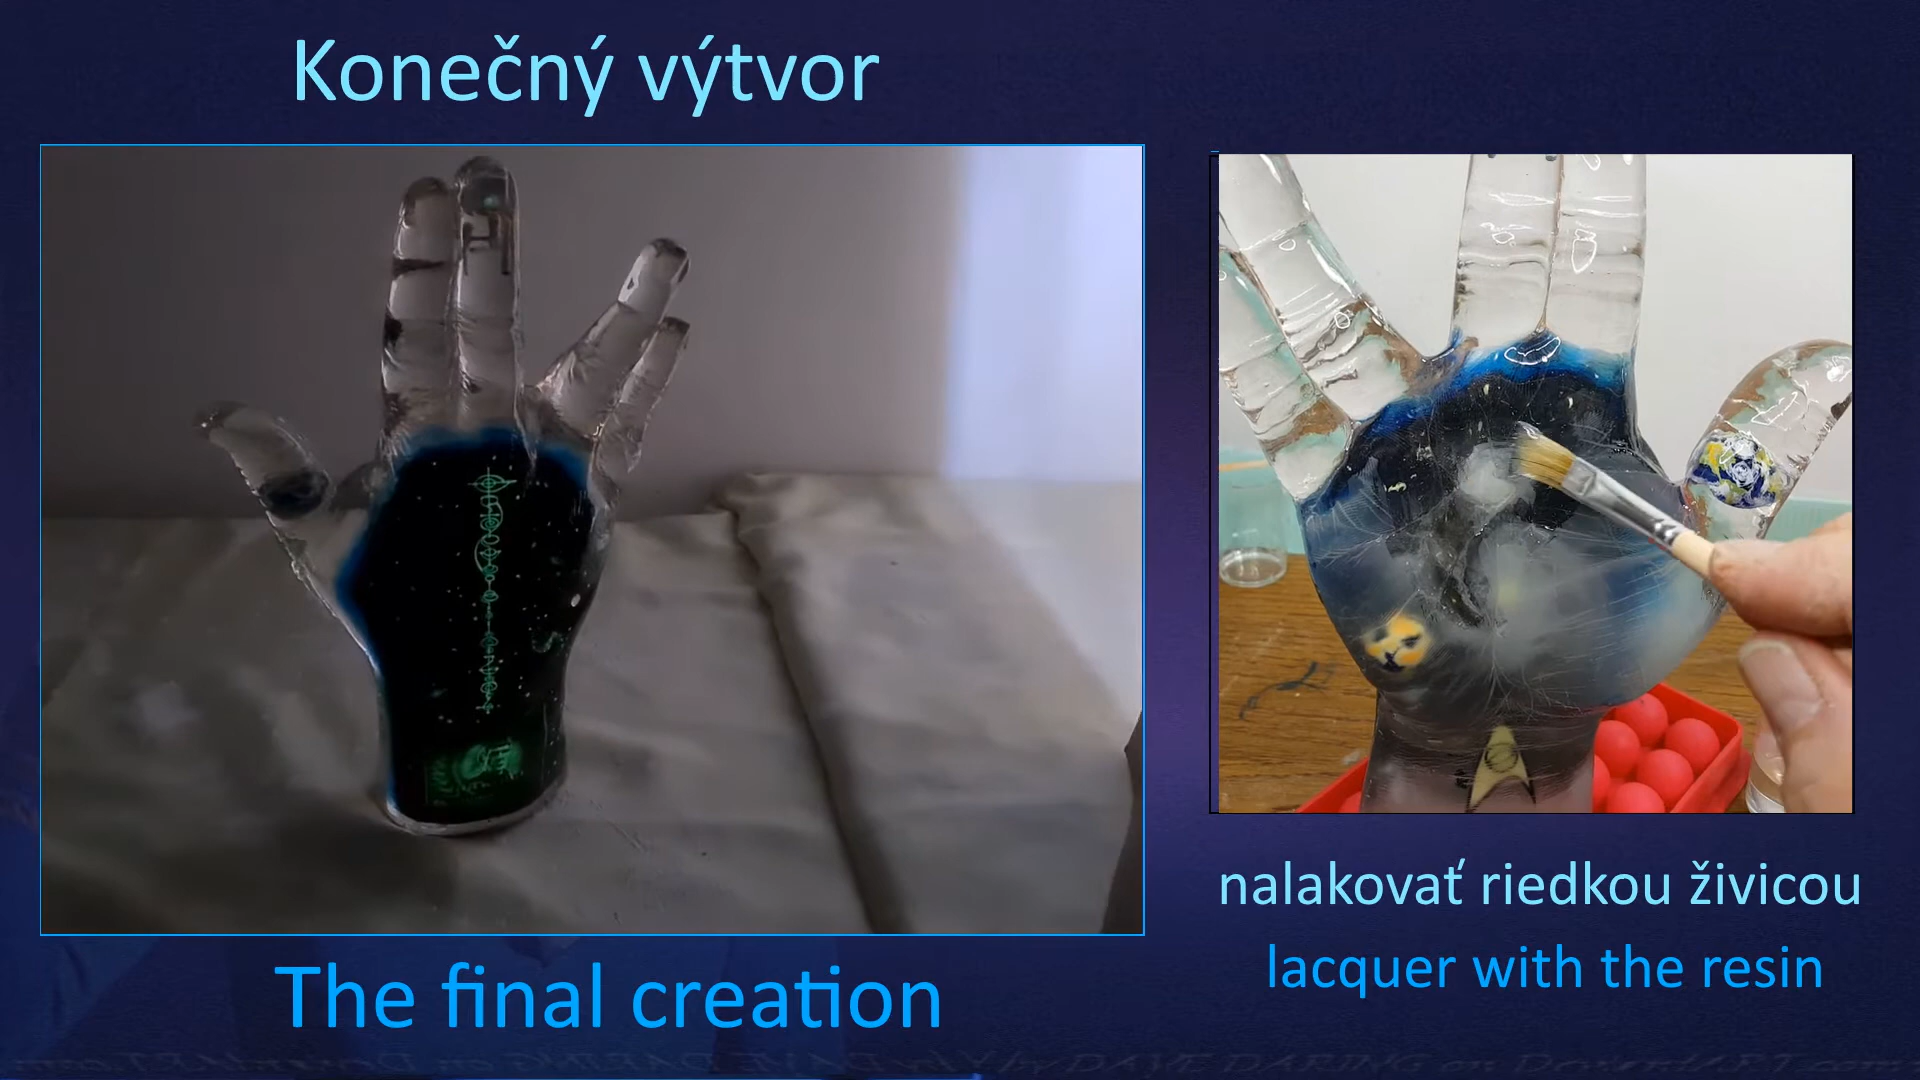 Konečný výtvor
The final creation
nalakovať riedkou živicou
lacquer with the resin